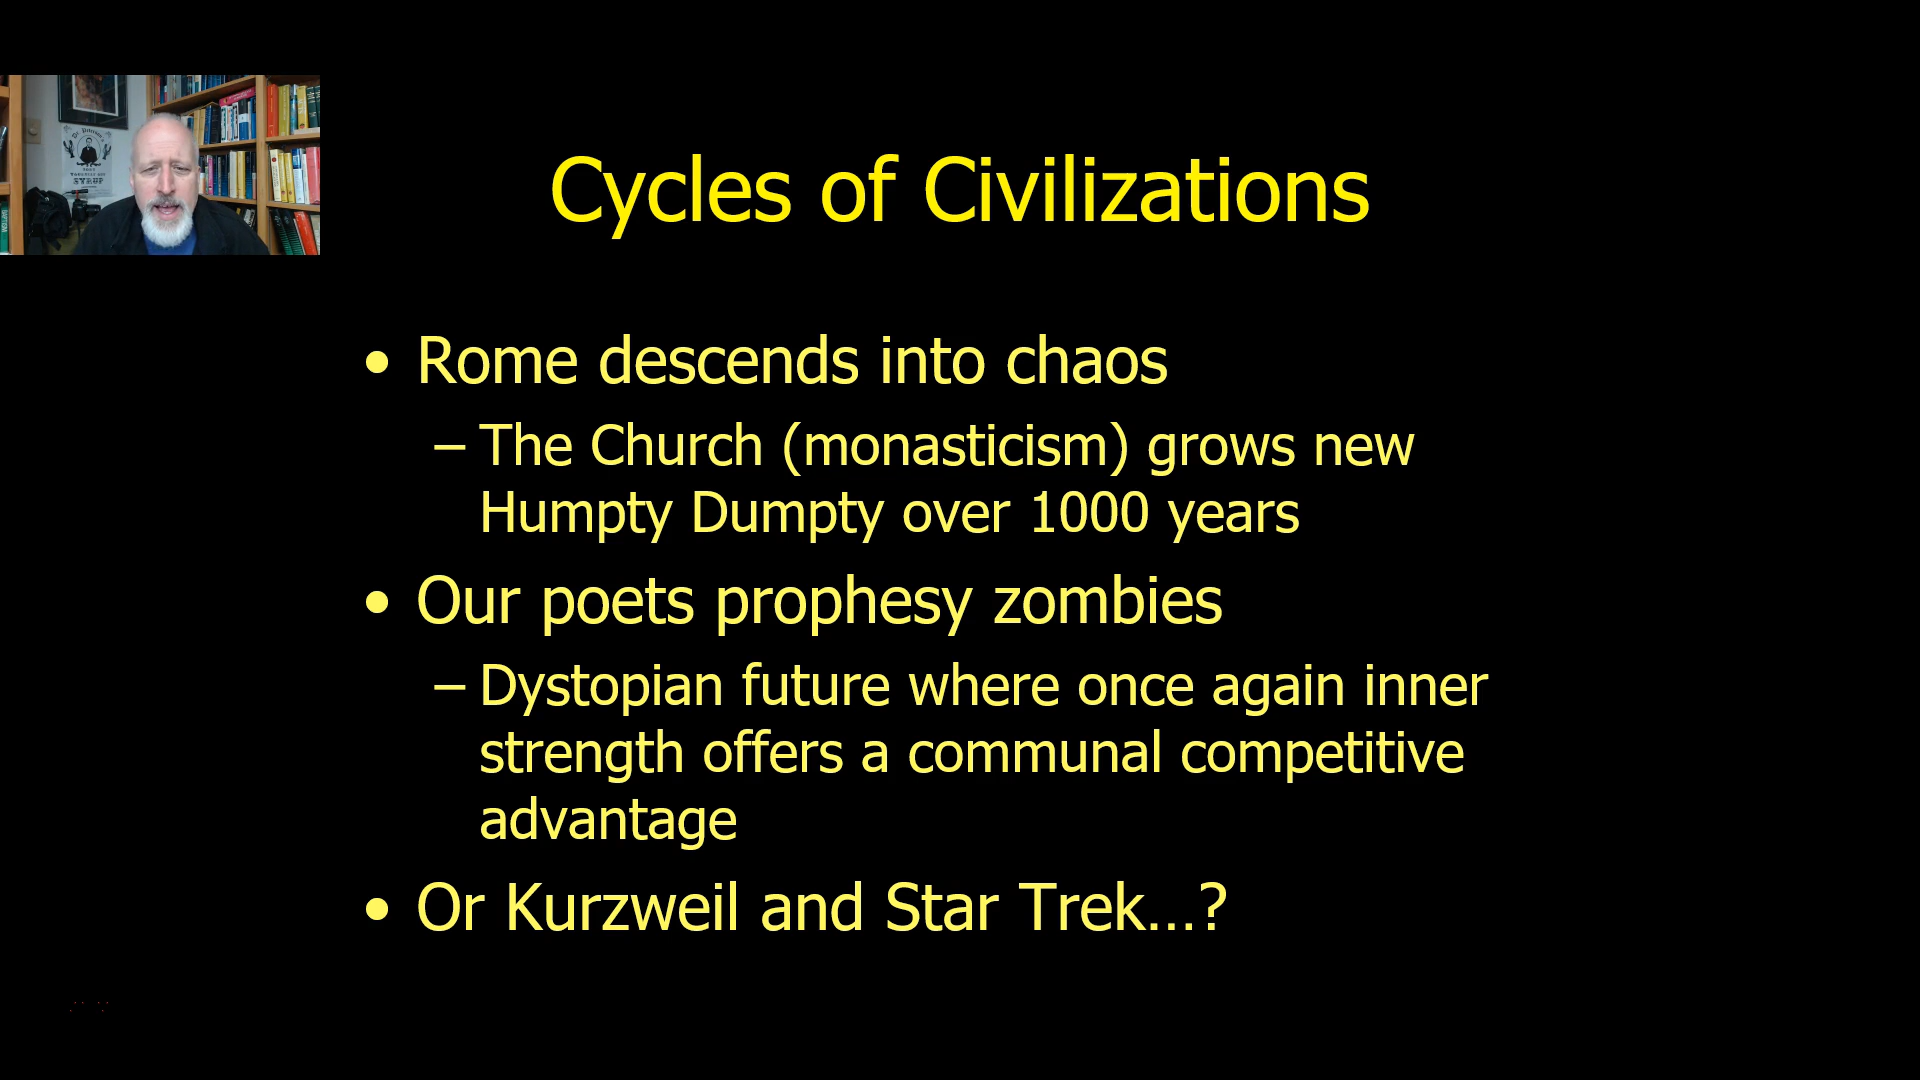 Cycles of Civilizations
• Rome descends into chaos
– The Church (monasticism) grows new
Humpty Dumpty over 1000 years
• Our poets prophesy zombies
– Dystopian future where once again inner
strength offers a communal competitive
advantage
• Or Kurzweil and Star Trek...?
SYRUP